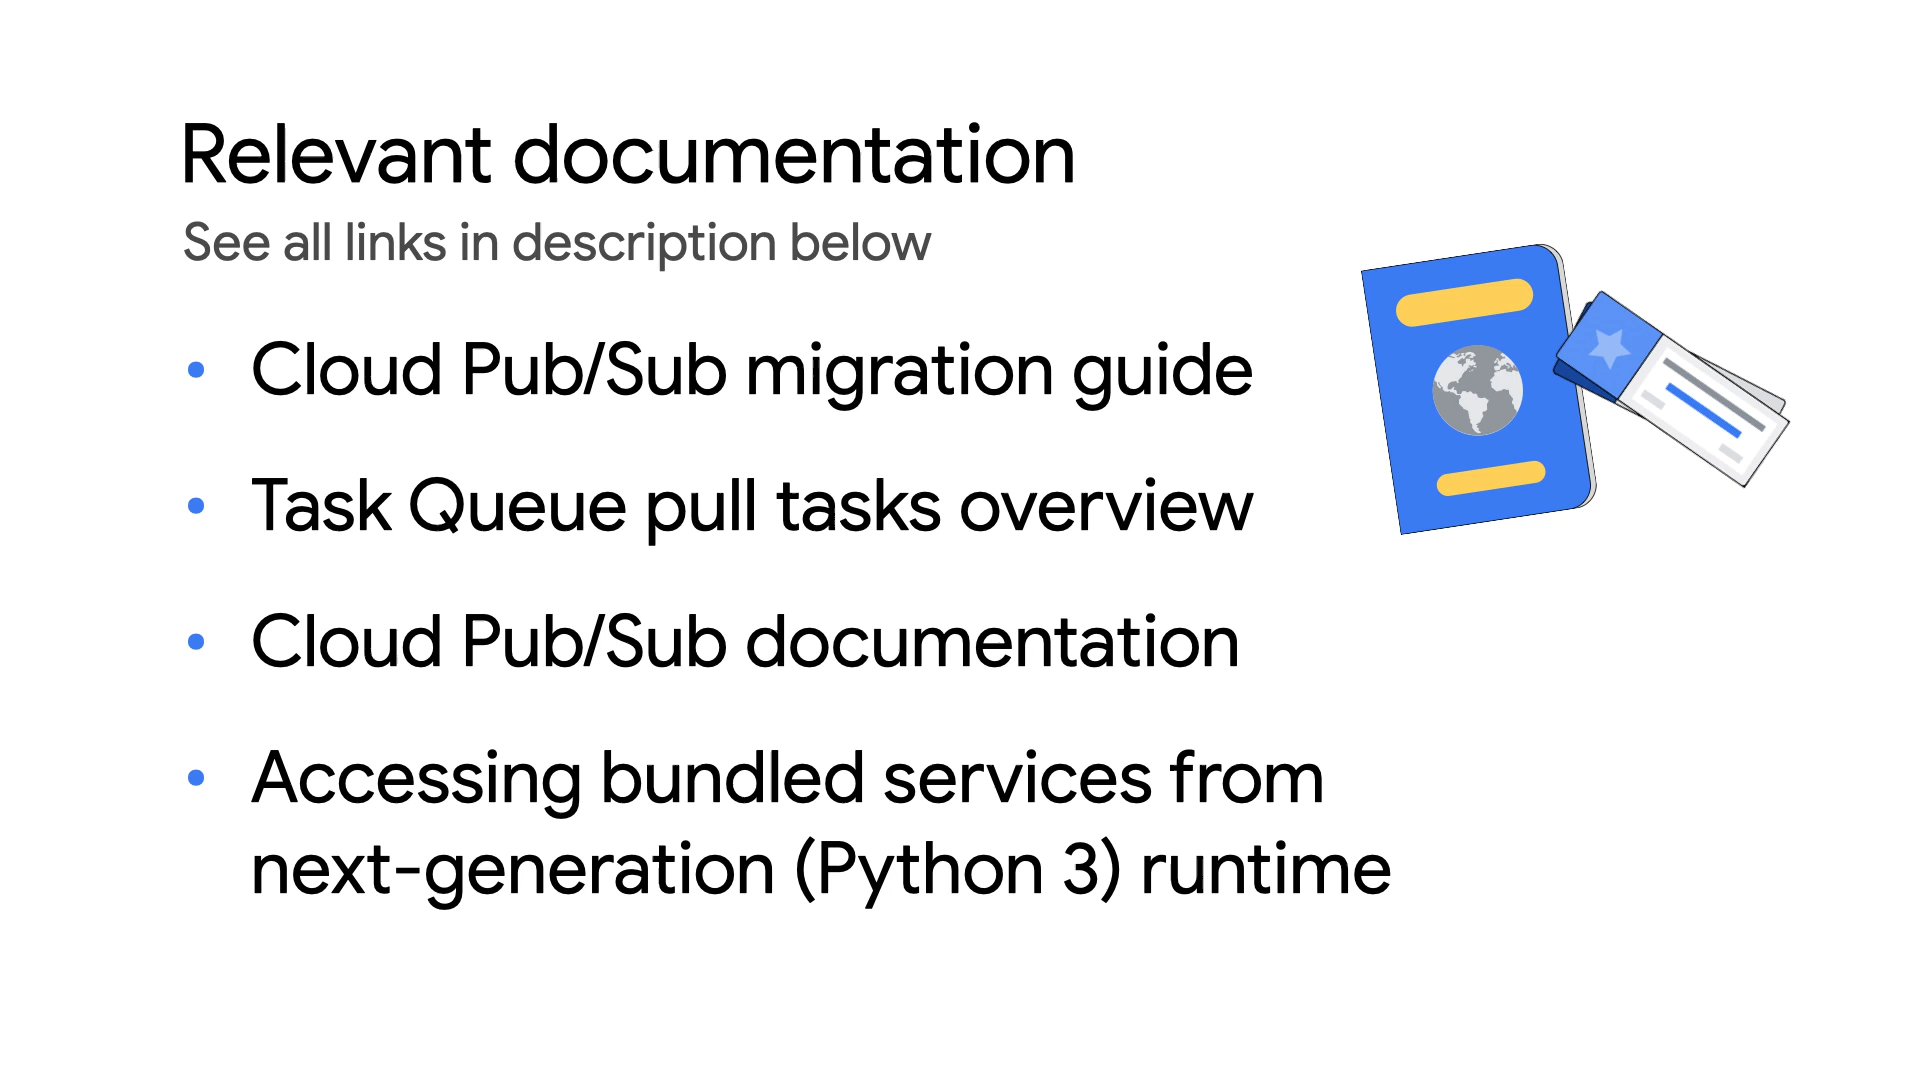 Relevant documentation
See all links in description below
• Cloud Pub/Sub migration guide
• Task Queue pull tasks overview
• Cloud Pub/Sub documentation
• Accessing bundled services from
next-generation (Python 3) runtime